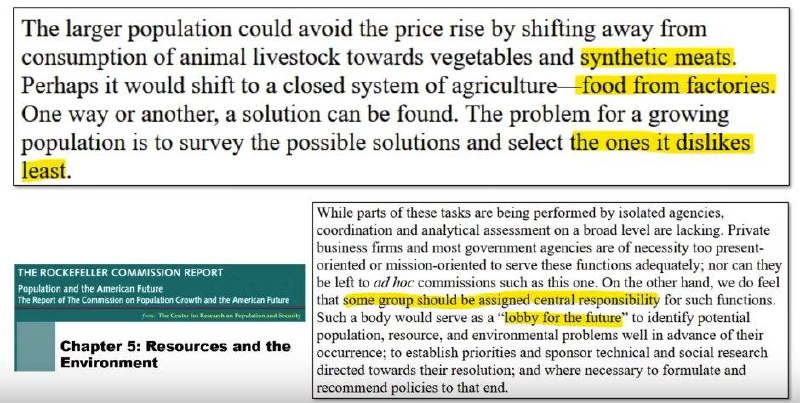 The larger population could avoid the price rise by shifting away from
consumption of animal livestock towards vegetables and synthetic meats.
Perhaps it would shift to a closed system of agriculture—food from factories.
One way or another, a solution can be found. The problem for a growing
population is to survey the possible solutions and select the ones it dislikes
least.
THE ROCKEFELLER COMMISSION REPORT
Population and the American Future
The Report of The Commission on Population Growth and the American Future
from: The Center for Research on Population and Security
Chapter 5: Resources and the
Environment
While parts of these tasks are being performed by isolated agencies,
coordination and analytical assessment on a broad level are lacking. Private
business firms and most government agencies are of necessity too present-
oriented or mission-oriented to serve these functions adequately; nor can they
be left to ad hoc commissions such as this one. On the other hand, we do feel
that some group should be assigned central responsibility for such functions.
Such a body would serve as a “lobby for the future” to identify potential
population, resource, and environmental problems well in advance of their
occurrence; to establish priorities and sponsor technical and social research
directed towards their resolution; and where necessary to formulate and
recommend policies to that end.